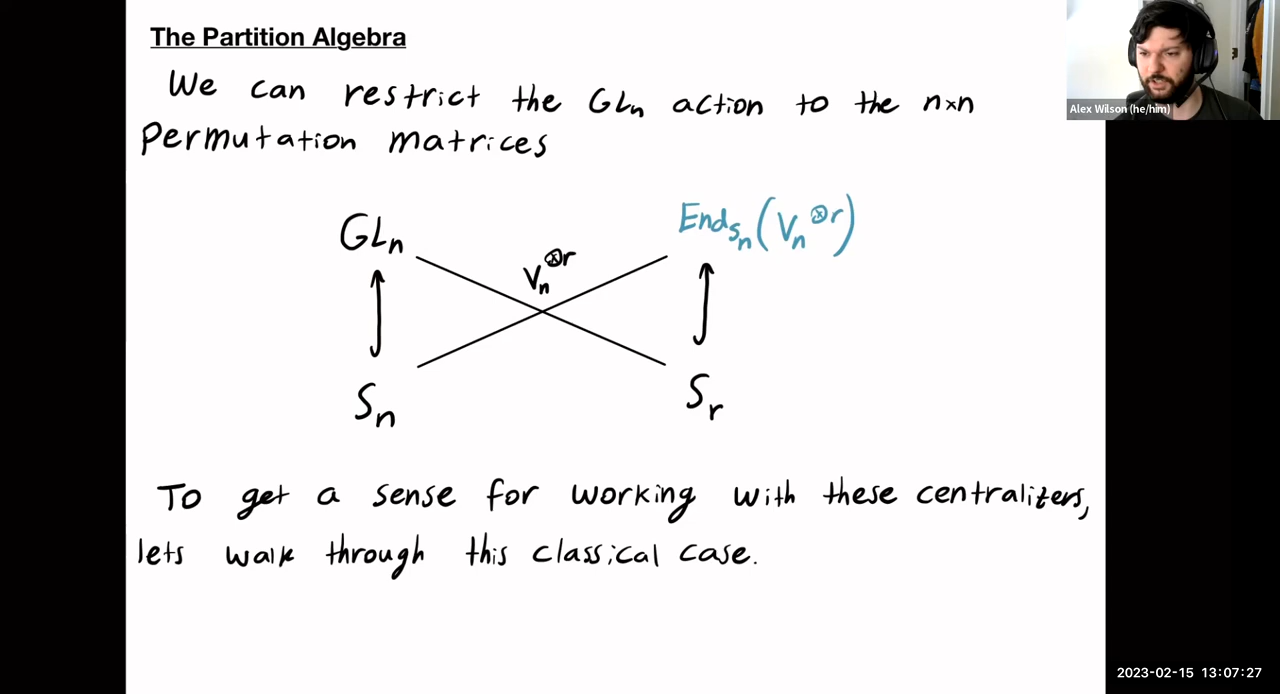 The Partition Algebra
We can restrict the GLₙ action to the n×n
permutation matrices
GLₙ
Endₛₙ(Vₙ^⊗r)
Vₙ^⊗r
Sₙ
Sᵣ
To get a sense for working with these centralizers,
lets walk through this classical case.
Alex Wilson (he/him)
2023-02-15 13:07:27